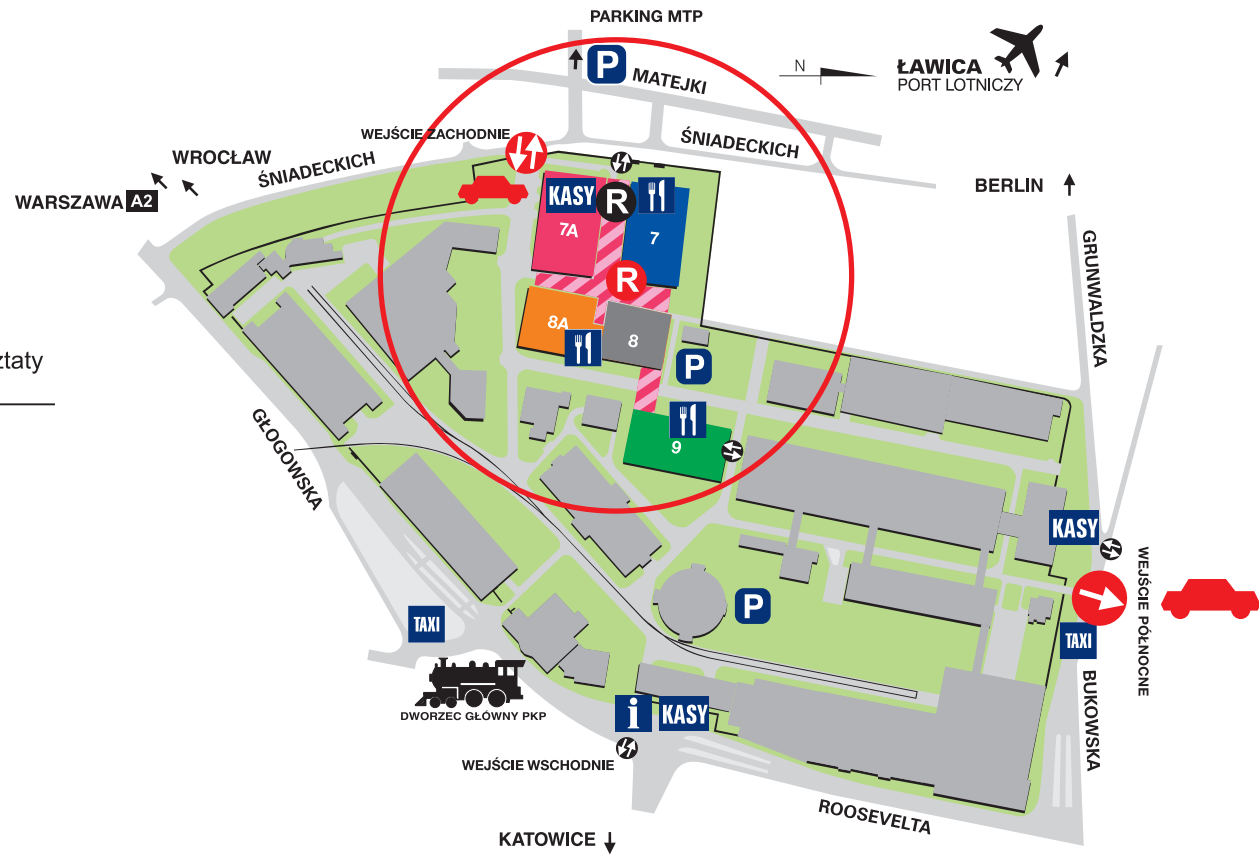 PARKING MTP
P
MATEJKI
N
ŁAWICA
PORT LOTNICZY
WEJŚCIE ZACHODNIE
ŚNIADECKICH
WROCŁAW
ŚNIADECKICH
WARSZAWA A2
BERLIN
KASY
R
7A
7
GRUNWALDZKA
R
8A
8
ztaty
P
9
GŁOGOWSKA
KASY
WEJŚCIE PÓŁNOCNE
P
TAXI
TAXI
BUKOWSKA
DWORZEC GŁÓWNY PKP
i KASY
WEJŚCIE WSCHODNIE
ROOSEVELTA
KATOWICE